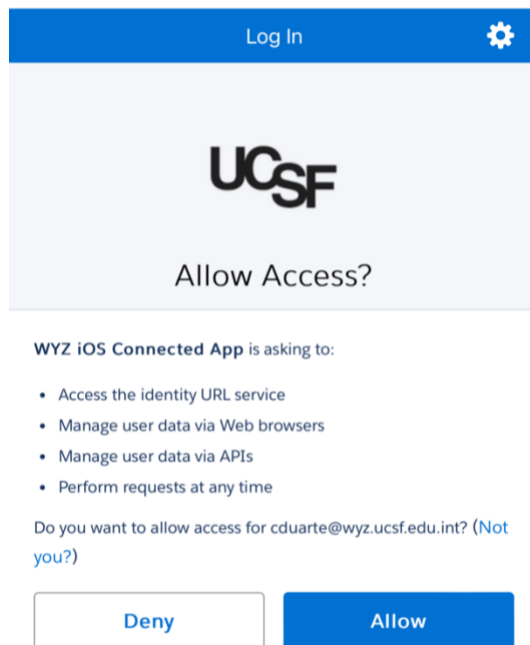 Log In
UCSF
Allow Access?
WYZ iOS Connected App is asking to:
• Access the identity URL service
• Manage user data via Web browsers
• Manage user data via APIs
• Perform requests at any time
Do you want to allow access for cduarte@wyz.ucsf.edu.int? (Not
you?)
Deny
Allow